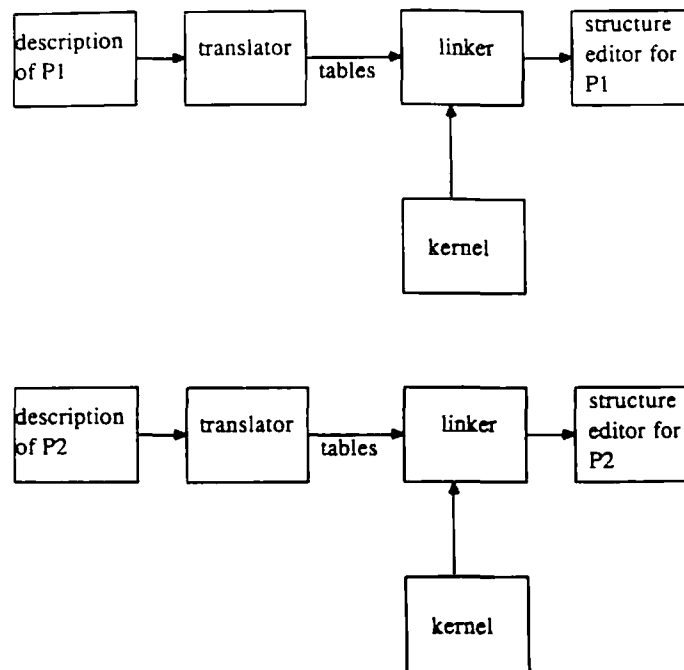 description
of P1
translator
tables
linker
structure
editor for
P1
kernel
description
of P2
translator
tables
linker
structure
editor for
P2
kernel